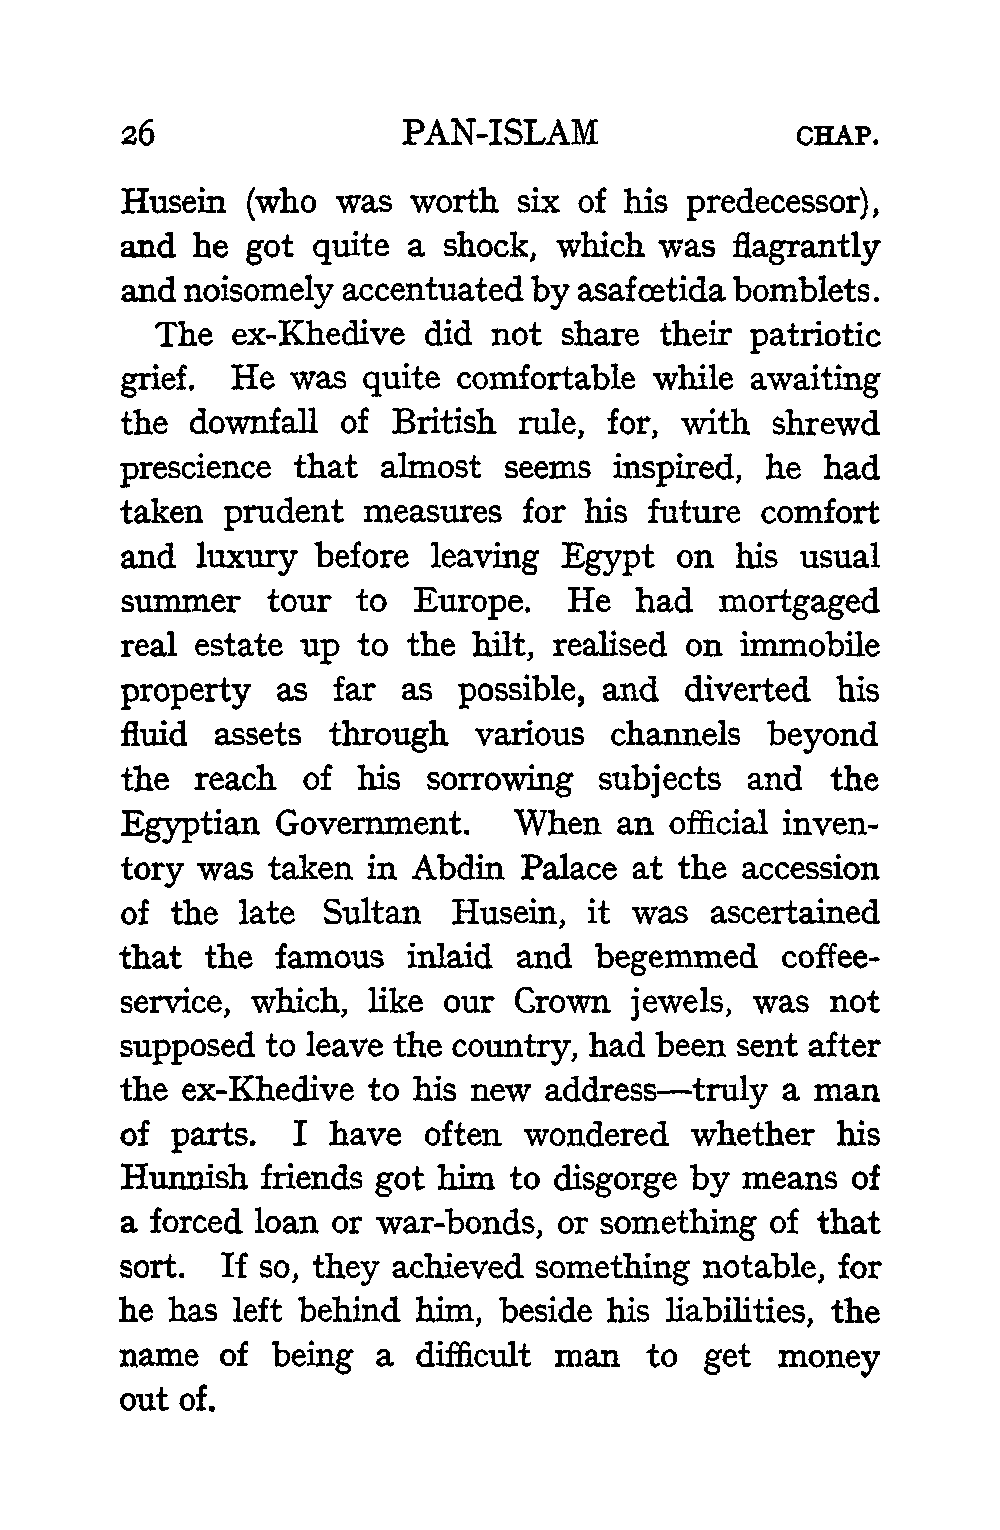 26 PAN-ISLAM CHAP.
Husein (who was worth six of his predecessor),
and he got quite a shock, which was flagrantly
and noisomely accentuated by asafœtida bomblets.
The ex-Khedive did not share their patriotic
grief. He was quite comfortable while awaiting
the downfall of British rule, for, with shrewd
prescience that almost seems inspired, he had
taken prudent measures for his future comfort
and luxury before leaving Egypt on his usual
summer tour to Europe. He had mortgaged
real estate up to the hilt, realised on immobile
property as far as possible, and diverted his
fluid assets through various channels beyond
the reach of his sorrowing subjects and the
Egyptian Government. When an official inven-
tory was taken in Abdin Palace at the accession
of the late Sultan Husein, it was ascertained
that the famous inlaid and begemmed coffee-
service, which, like our Crown jewels, was not
supposed to leave the country, had been sent after
the ex-Khedive to his new address—truly a man
of parts. I have often wondered whether his
Hunnish friends got him to disgorge by means of
a forced loan or war-bonds, or something of that
sort. If so, they achieved something notable, for
he has left behind him, beside his liabilities, the
name of being a difficult man to get money
out of.